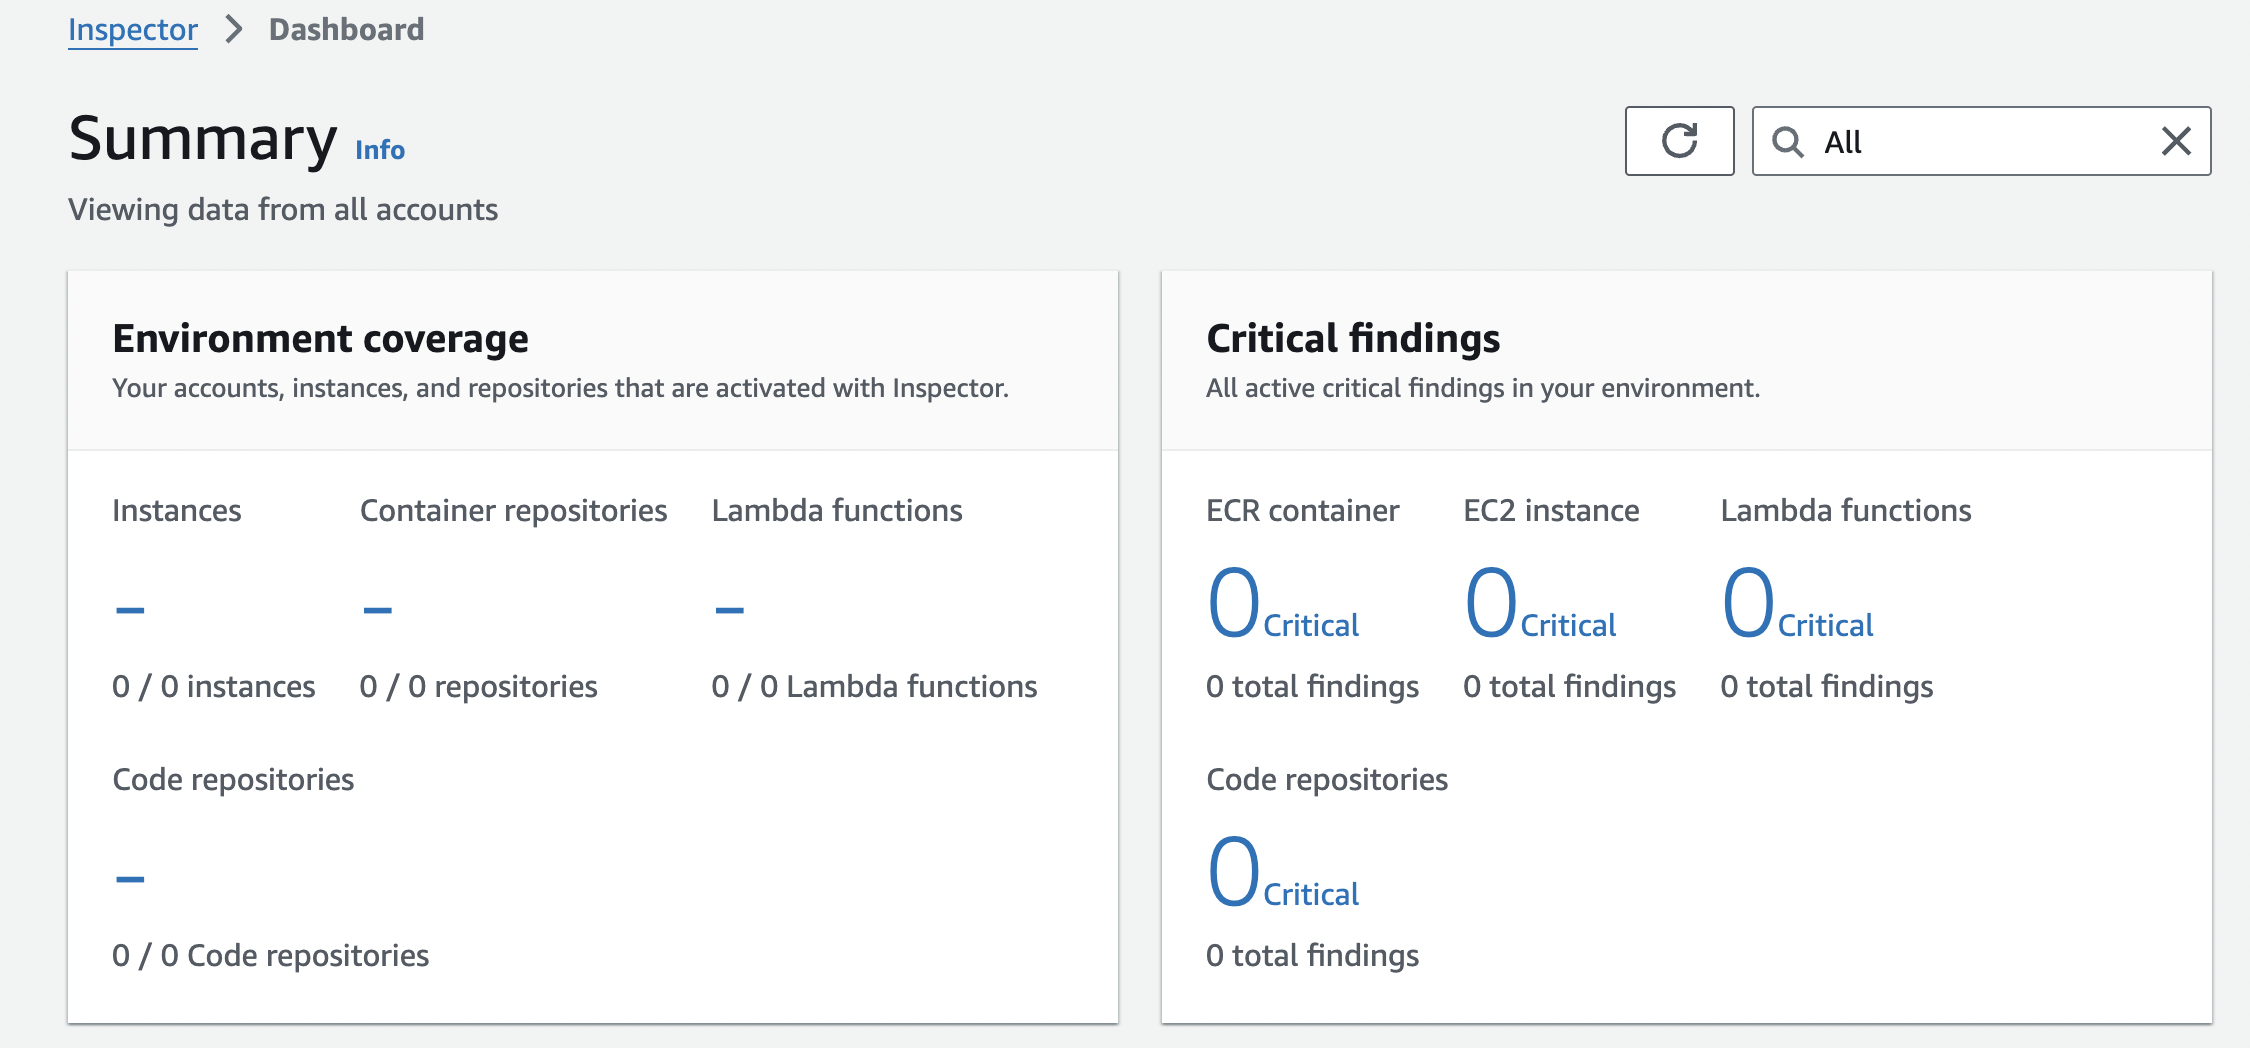 Inspector > Dashboard
Summary Info
All
Viewing data from all accounts
Environment coverage
Your accounts, instances, and repositories that are activated with Inspector.
Instances Container repositories Lambda functions
– – –
0 / 0 instances 0 / 0 repositories 0 / 0 Lambda functions
Code repositories
–
0 / 0 Code repositories
Critical findings
All active critical findings in your environment.
ECR container EC2 instance Lambda functions
0 Critical 0 Critical 0 Critical
0 total findings 0 total findings 0 total findings
Code repositories
0 Critical
0 total findings